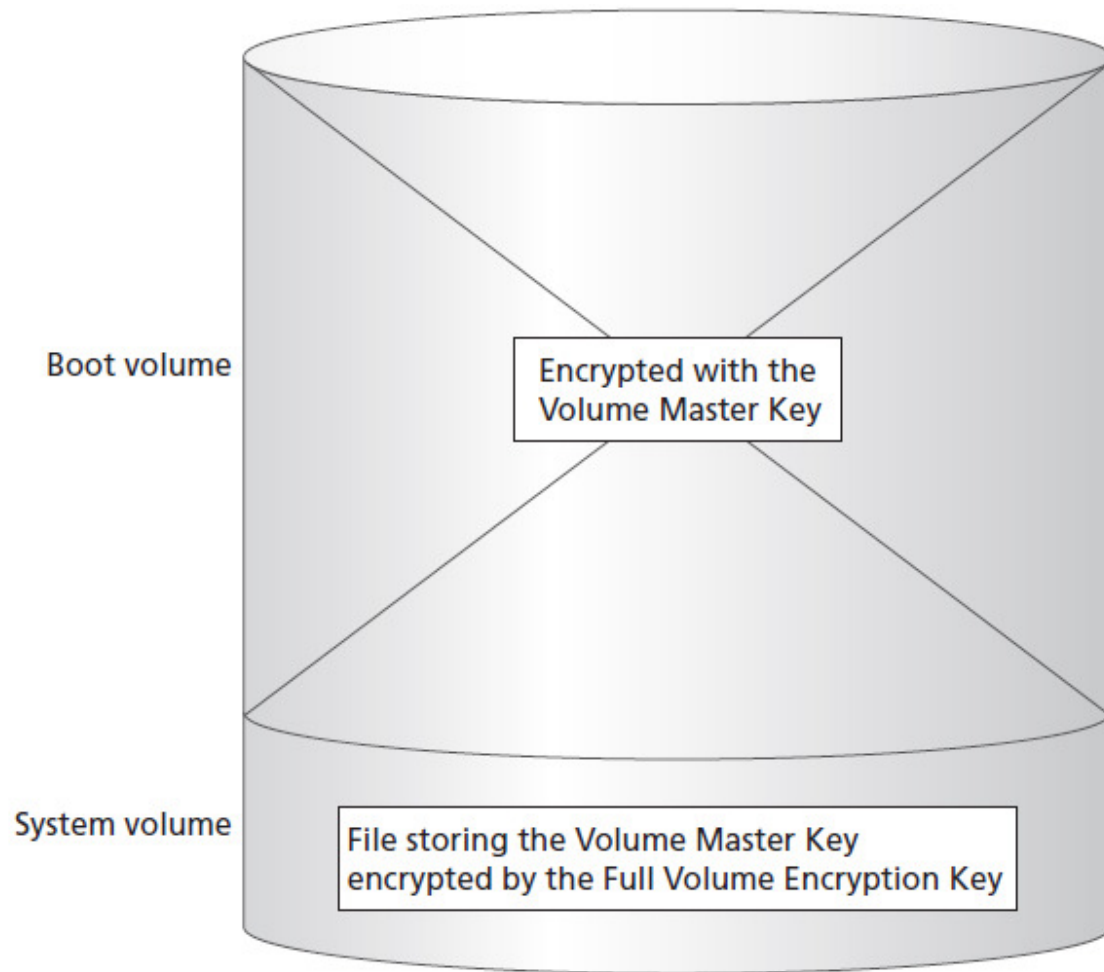 Boot volume
Encrypted with the
Volume Master Key
System volume
File storing the Volume Master Key
encrypted by the Full Volume Encryption Key